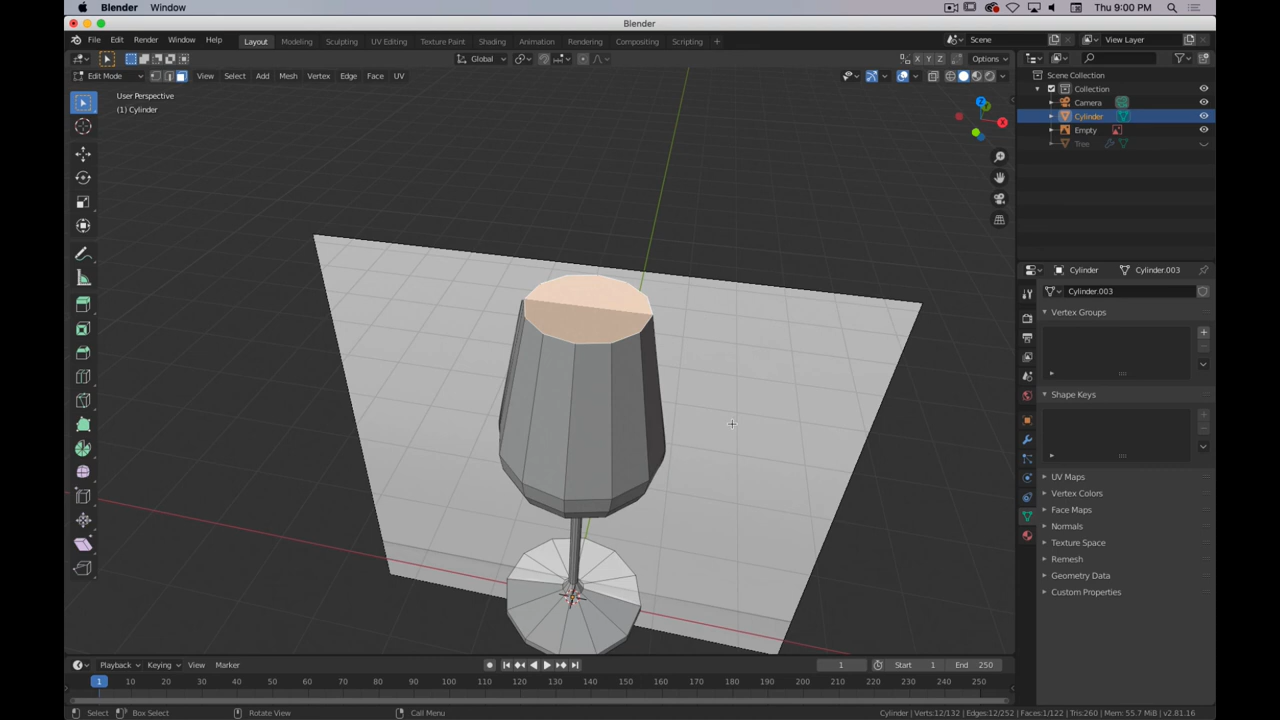 Blender Window
Thu 9:00 PM
Blender
File Edit Render Window Help
Layout Modeling Sculpting UV Editing Texture Paint Shading Animation Rendering Compositing Scripting +
Scene
View Layer
Global
Options
X Y Z
Edit Mode View Select Add Mesh Vertex Edge Face UV
User Perspective
(1) Cylinder
Z
X
Scene Collection
Collection
Camera
Cylinder
Empty
Tree
Cylinder
Cylinder.003
Cylinder.003
Vertex Groups
Shape Keys
UV Maps
Vertex Colors
Face Maps
Normals
Texture Space
Remesh
Geometry Data
Custom Properties
Playback Keying View Marker
1
Start 1
End 250
1 10 20 30 40 50 60 70 80 90 100 110 120 130 140 150 160 170 180 190 200 210 220 230 240 250
Select Box Select Rotate View Call Menu
Cylinder | Verts:12/132 | Edges:12/252 | Faces:1/122 | Tris:260 | Mem: 55.7 MiB | v2.81.16